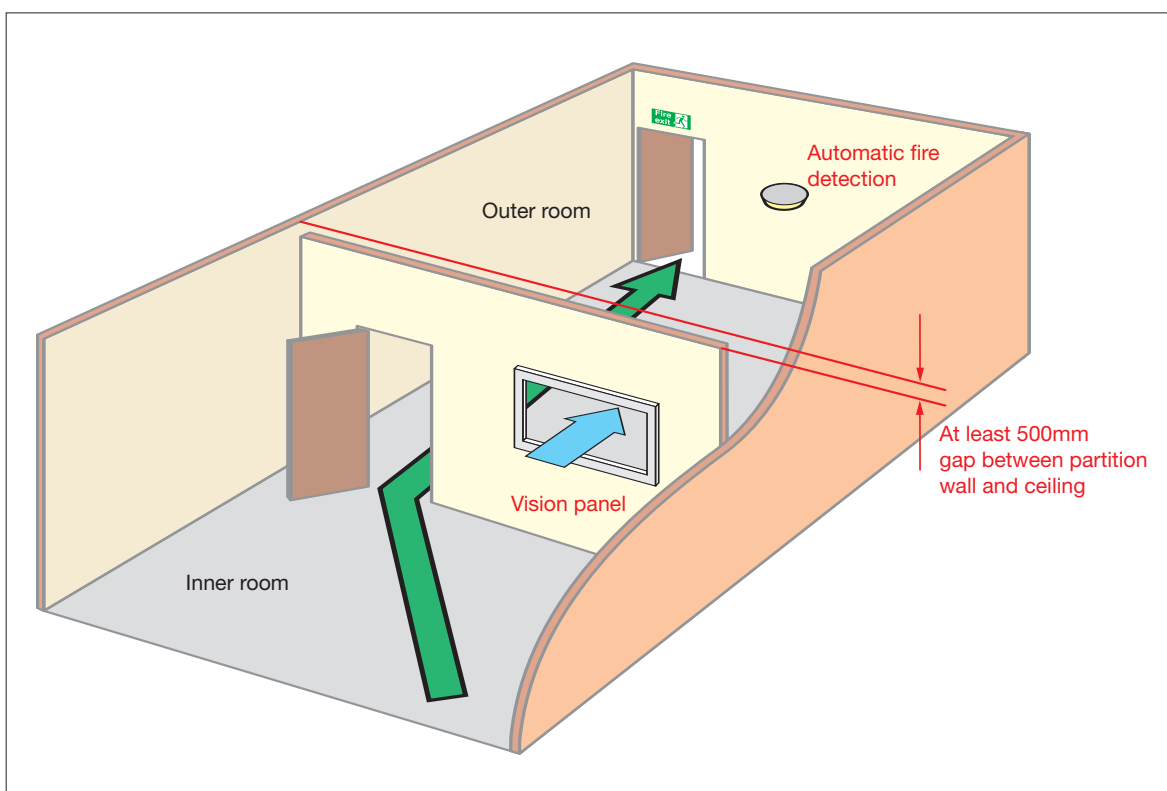 Fire
exit
Automatic fire
detection
Outer room
At least 500mm
gap between partition
wall and ceiling
Vision panel
Inner room